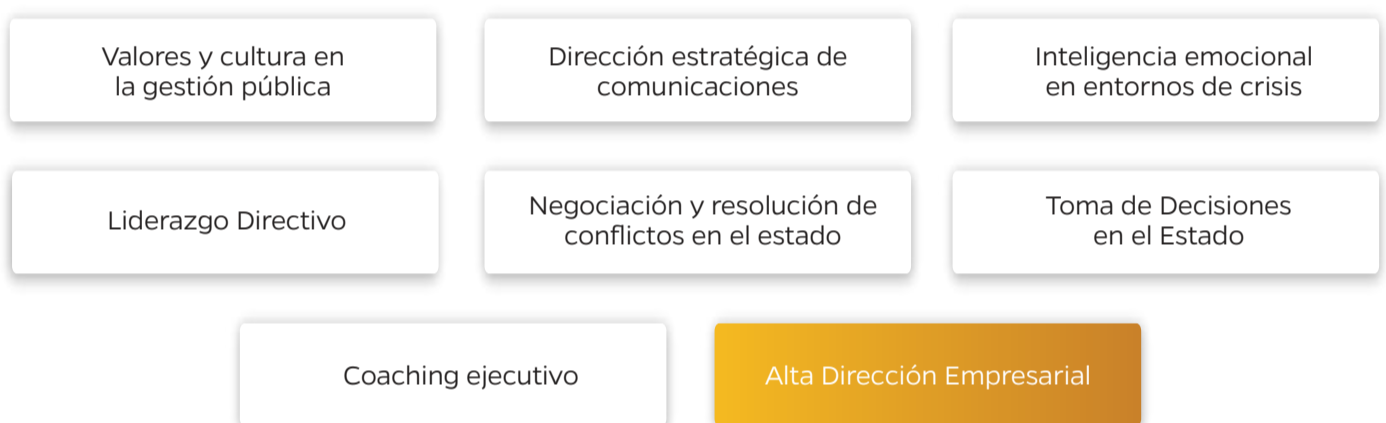 Valores y cultura en
la gestión pública
Dirección estratégica de
comunicaciones
Inteligencia emocional
en entornos de crisis
Liderazgo Directivo
Negociación y resolución de
conflictos en el estado
Toma de Decisiones
en el Estado
Coaching ejecutivo
Alta Dirección Empresarial